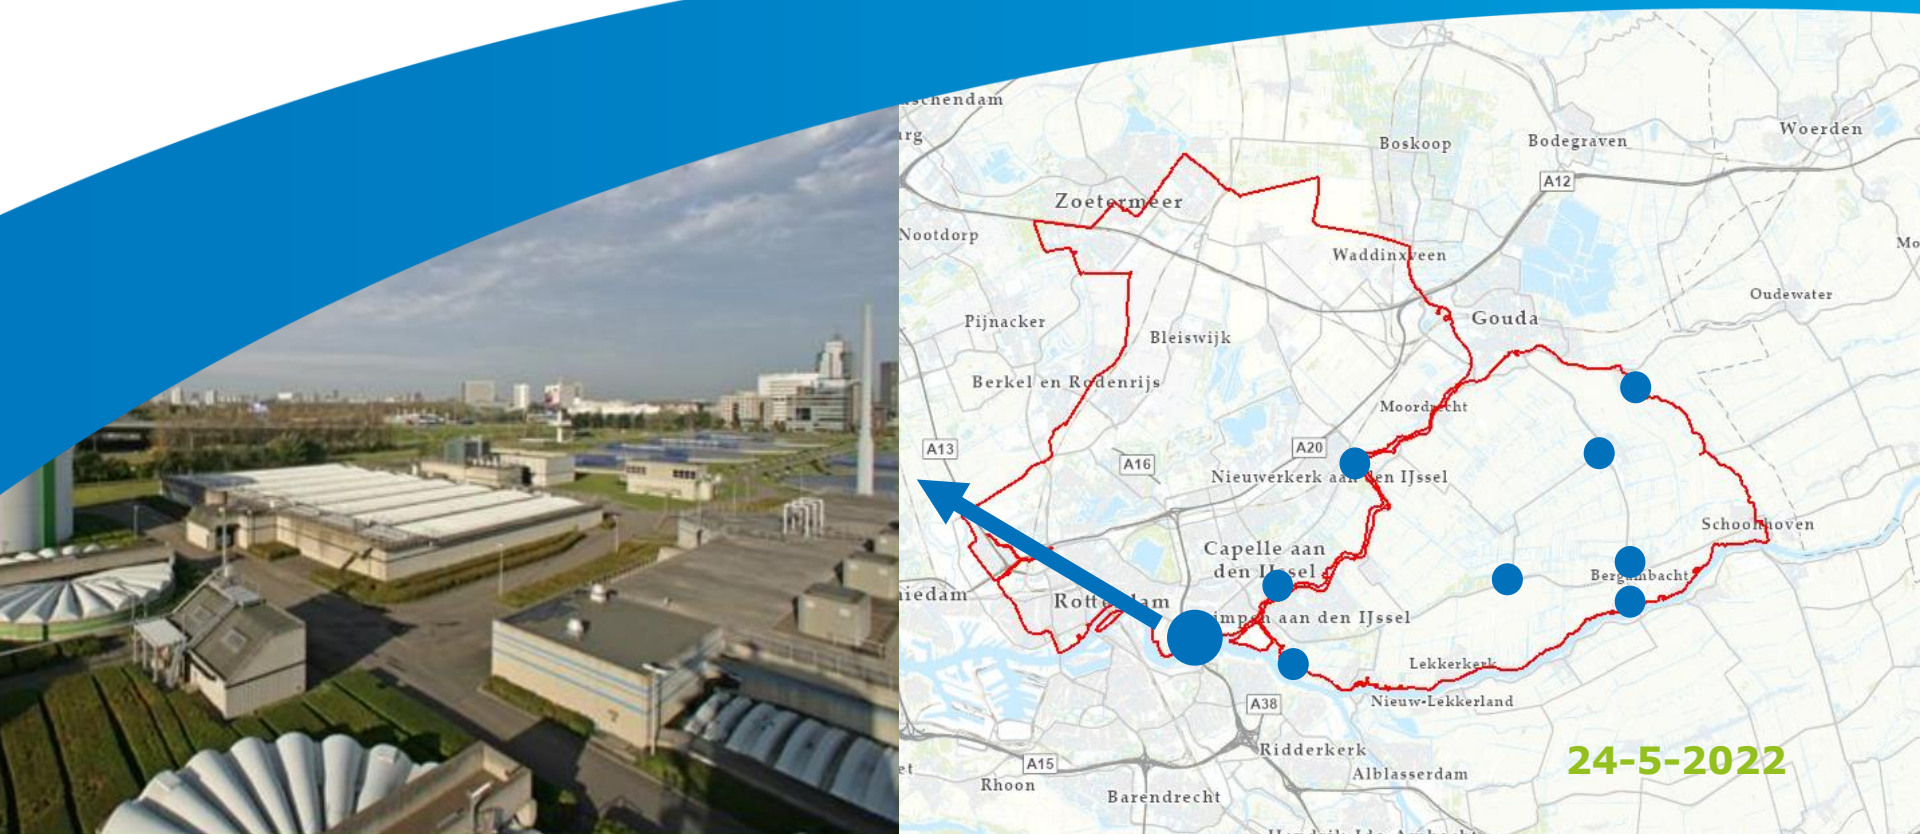 Boskoop
Bodegraven
Woerden
A12
Zoetermeer
Nootdorp
Waddinxveen
Oudewater
Pijnacker
Gouda
Bleiswijk
Berkel en Rodenrijs
Moordrecht
A13
A20
A16
Nieuwerkerk aan den IJssel
Schoonhoven
Capelle aan
den IJssel
Bergambacht
Rotterdam
aan den IJssel
Lekkerkerk
Nieuw-Lekkerland
A38
Ridderkerk
24-5-2022
A15
Alblasserdam
Rhoon
Barendrecht